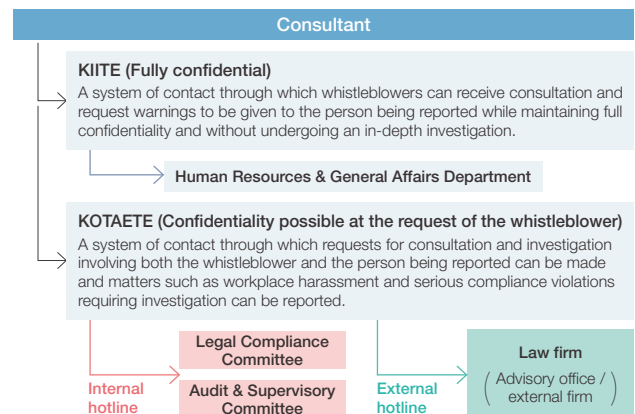 Consultant
KIITE (Fully confidential)
A system of contact through which whistleblowers can receive consultation and
request warnings to be given to the person being reported while maintaining full
confidentiality and without undergoing an in-depth investigation.
Human Resources & General Affairs Department
KOTAETE (Confidentiality possible at the request of the whistleblower)
A system of contact through which requests for consultation and investigation
involving both the whistleblower and the person being reported can be made
and matters such as workplace harassment and serious compliance violations
requiring investigation can be reported.
Internal
hotline
Legal Compliance
Committee
Audit & Supervisory
Committee
External
hotline
Law firm
(Advisory office /
external firm)